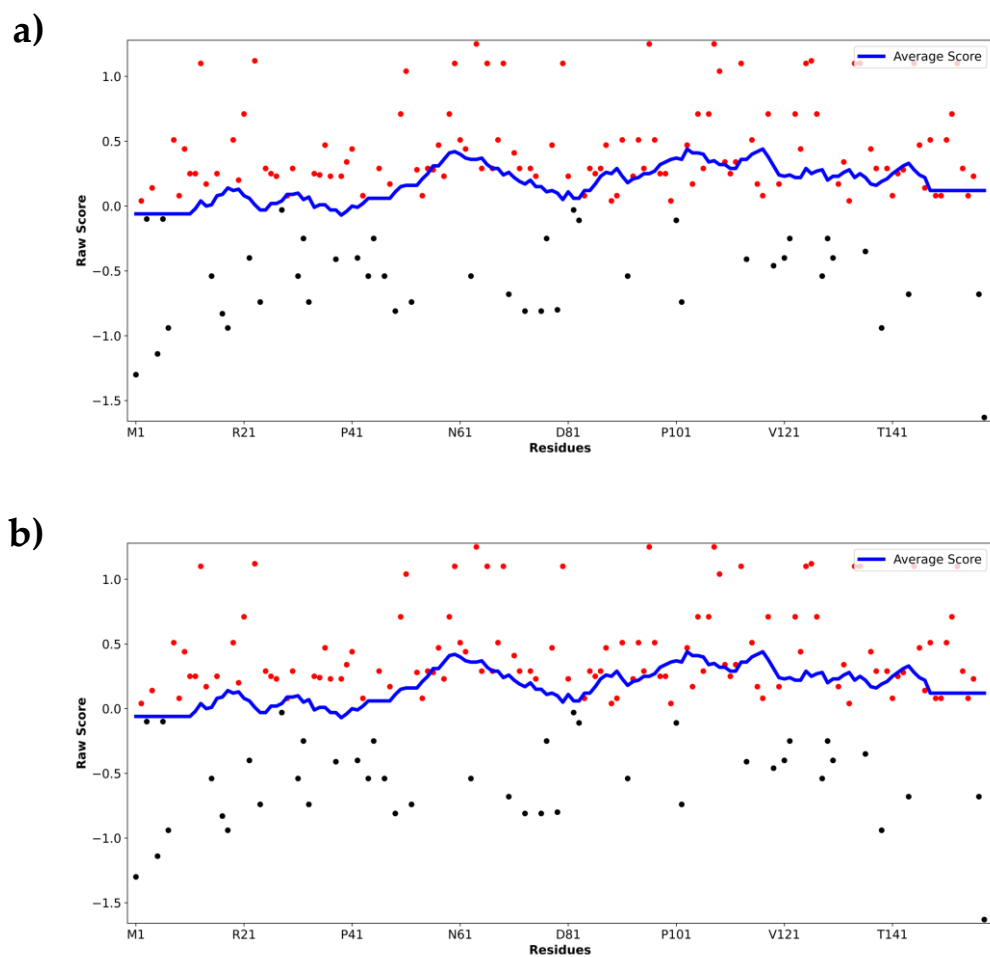 a)
Average Score
1.0
0.5
0.0
−0.5
−1.0
−1.5
Raw Score
M1 R21 P41 N61 D81 P101 V121 T141
Residues
b)
Average Score
1.0
0.5
0.0
−0.5
−1.0
−1.5
Raw Score
M1 R21 P41 N61 D81 P101 V121 T141
Residues